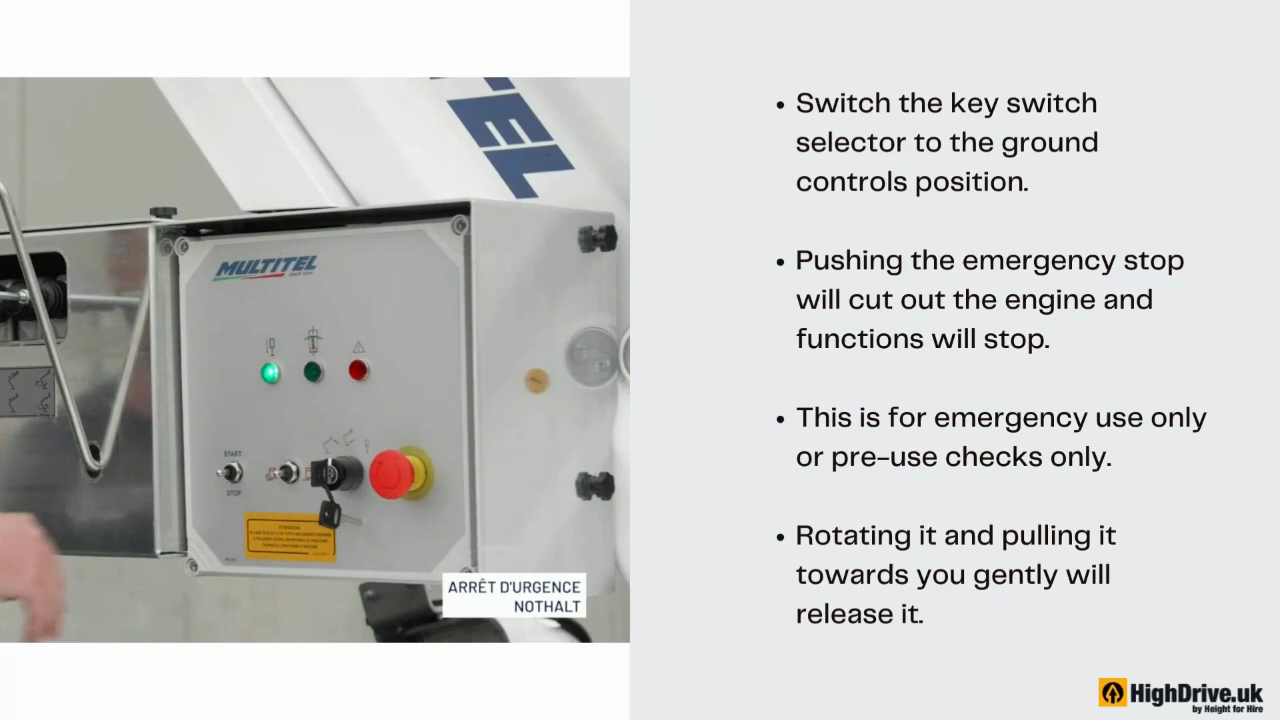 EL
MULTITEL
START
STOP
ARRÊT D'URGENCE
NOTHALT
• Switch the key switch
selector to the ground
controls position.
• Pushing the emergency stop
will cut out the engine and
functions will stop.
• This is for emergency use only
or pre-use checks only.
• Rotating it and pulling it
towards you gently will
release it.
HighDrive.uk
by Height for Hire